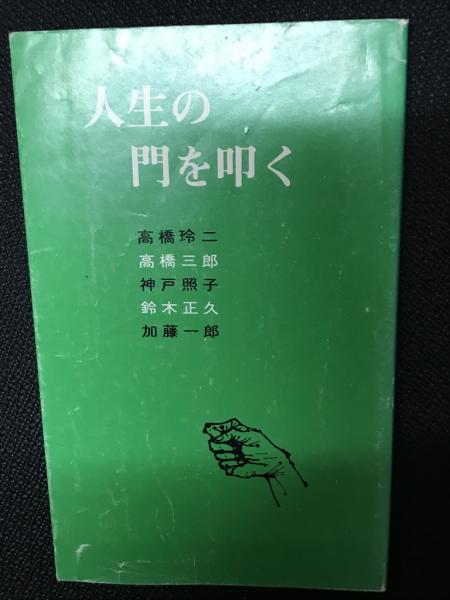 人生の
門を叩く
高橋玲二
高橋三郎
神戸照子
鈴木正久
加藤一郎